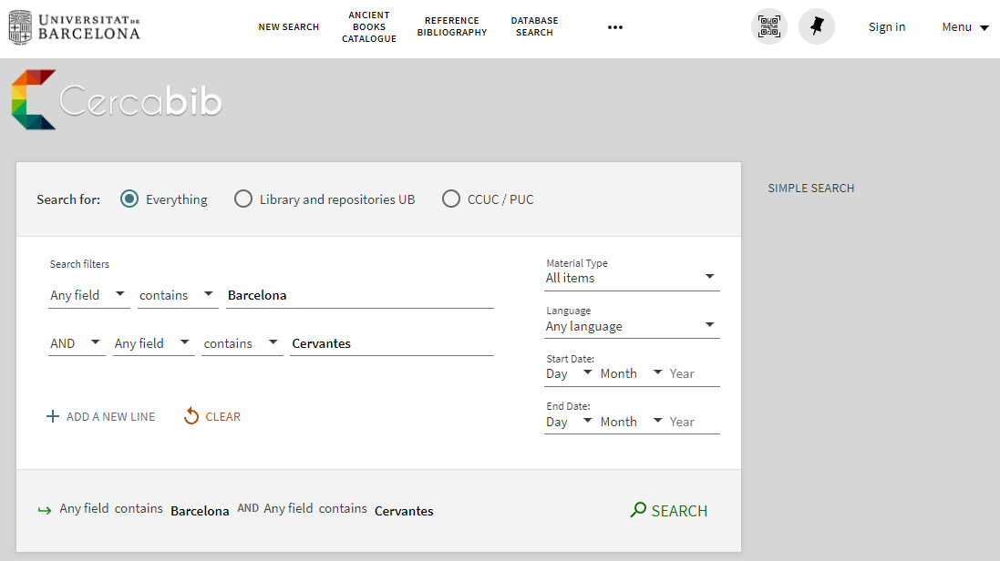 UNIVERSITAT DE
BARCELONA
NEW SEARCH
ANCIENT
BOOKS
CATALOGUE
REFERENCE
BIBLIOGRAPHY
DATABASE
SEARCH
Sign in
Menu
Cercabib
Search for:
Everything
Library and repositories UB
CCUC / PUC
SIMPLE SEARCH
Search filters
Any field contains Barcelona
AND Any field contains Cervantes
ADD A NEW LINE
CLEAR
Material Type
All items
Language
Any language
Start Date:
Day Month Year
End Date:
Day Month Year
Any field contains Barcelona AND Any field contains Cervantes
SEARCH